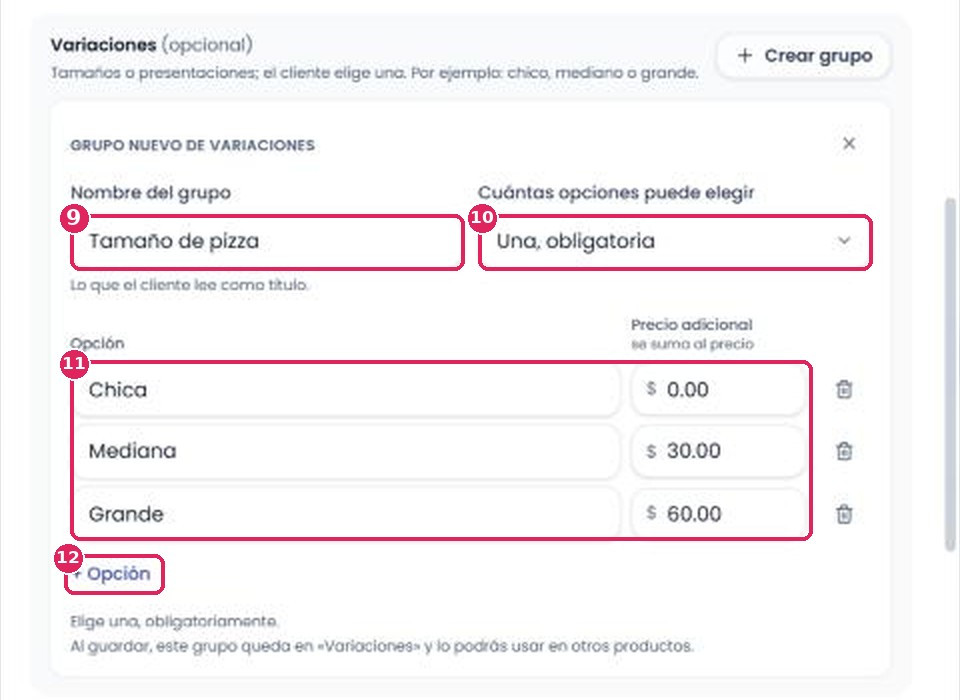 Variaciones (opcional)
Tamaños o presentaciones; el cliente elige una. Por ejemplo: chico, mediano o grande.
+ Crear grupo
GRUPO NUEVO DE VARIACIONES
×
Nombre del grupo
Cuántas opciones puede elegir
9
10
Tamaño de pizza
Una, obligatoria
Lo que el cliente lee como título.
Opción
Precio adicional
se suma al precio
11
Chica
$ 0.00
Mediana
$ 30.00
Grande
$ 60.00
12
+ Opción
Elige una, obligatoriamente.
Al guardar, este grupo queda en «Variaciones» y lo podrás usar en otros productos.